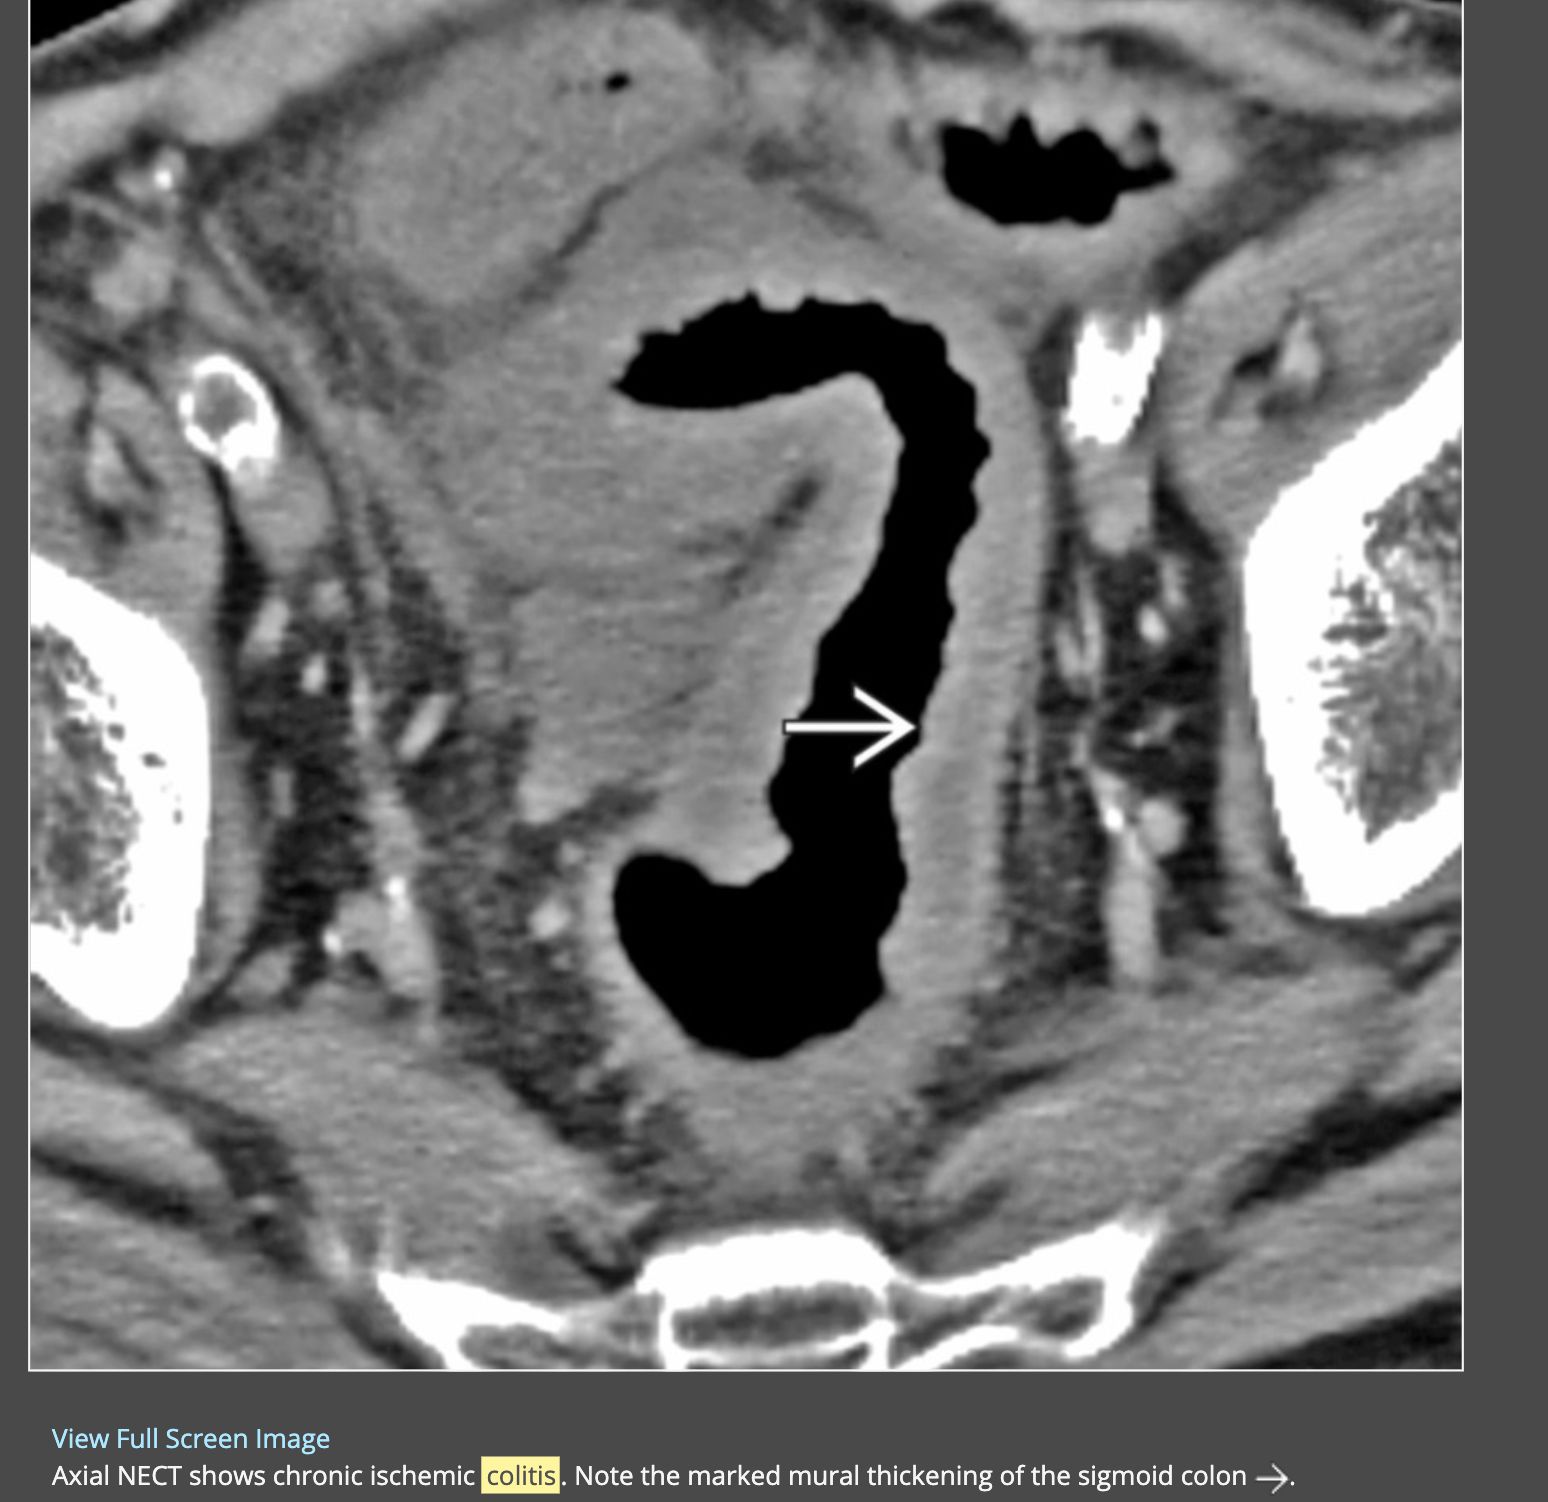 View Full Screen Image
Axial NECT shows chronic ischemic colitis. Note the marked mural thickening of the sigmoid colon →.